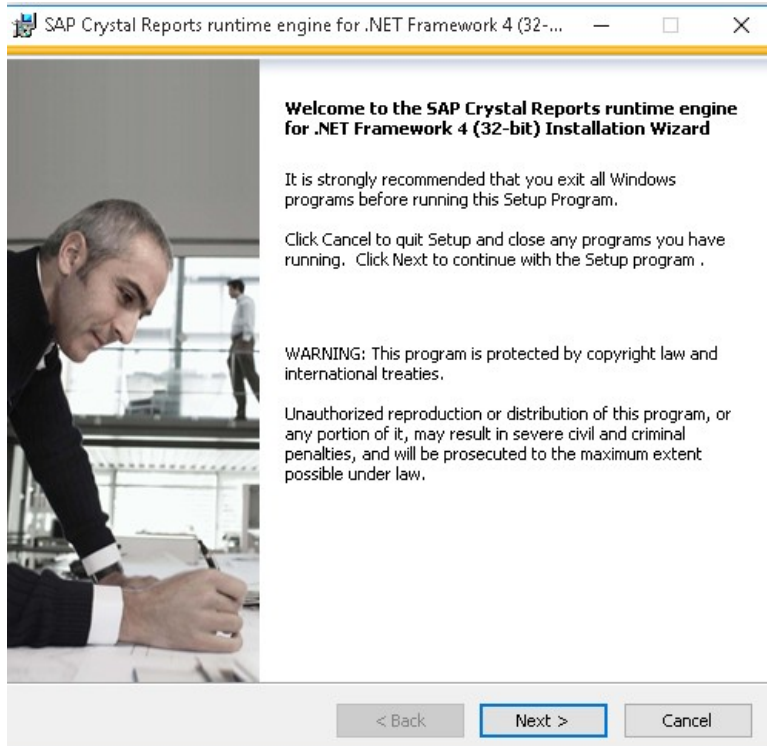 SAP Crystal Reports runtime engine for .NET Framework 4 (32-...
Welcome to the SAP Crystal Reports runtime engine
for .NET Framework 4 (32-bit) Installation Wizard
It is strongly recommended that you exit all Windows
programs before running this Setup Program.
Click Cancel to quit Setup and close any programs you have
running.  Click Next to continue with the Setup program .
WARNING: This program is protected by copyright law and
international treaties.
Unauthorized reproduction or distribution of this program, or
any portion of it, may result in severe civil and criminal
penalties, and will be prosecuted to the maximum extent
possible under law.
< Back Next > Cancel